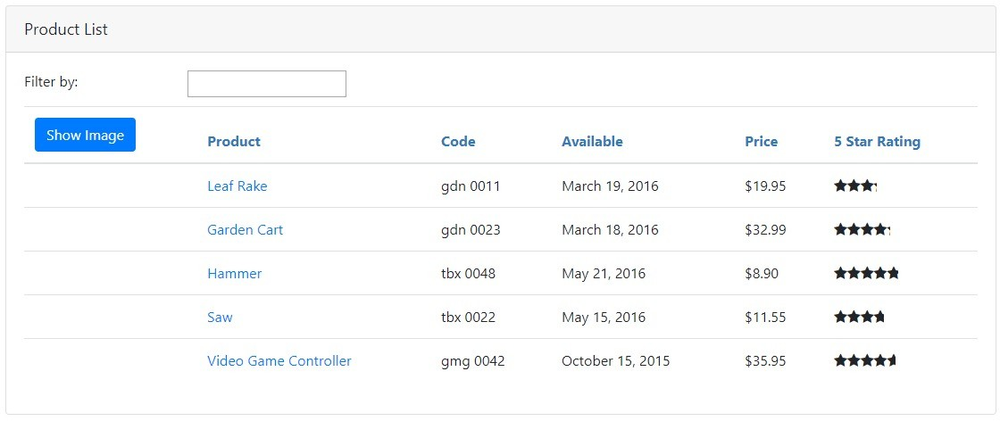 Product List
Filter by:
Show Image Product Code Available Price 5 Star Rating
Leaf Rake gdn 0011 March 19, 2016 $19.95
Garden Cart gdn 0023 March 18, 2016 $32.99
Hammer tbx 0048 May 21, 2016 $8.90
Saw tbx 0022 May 15, 2016 $11.55
Video Game Controller gmg 0042 October 15, 2015 $35.95